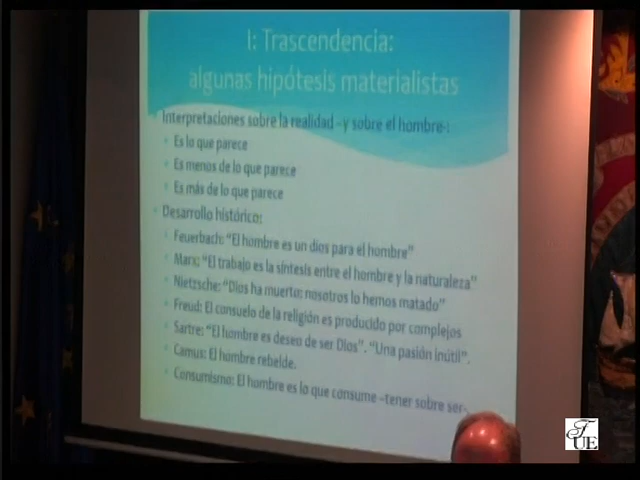 I: Trascendencia:
algunas hipótesis materialistas
Interpretaciones sobre la realidad -y sobre el hombre-:
Es lo que parece
Es menos de lo que parece
Es más de lo que parece
Desarrollo histórico:
Feuerbach: "El hombre es un dios para el hombre"
Marx: "El trabajo es la síntesis entre el hombre y la naturaleza"
Nietzsche: "Dios ha muerto: nosotros lo hemos matado"
Freud: El consuelo de la religión es producido por complejos
Sartre: "El hombre es deseo de ser Dios". "Una pasión inútil".
Camus: El hombre rebelde.
Consumismo: El hombre es lo que consume –tener sobre ser-
FUE